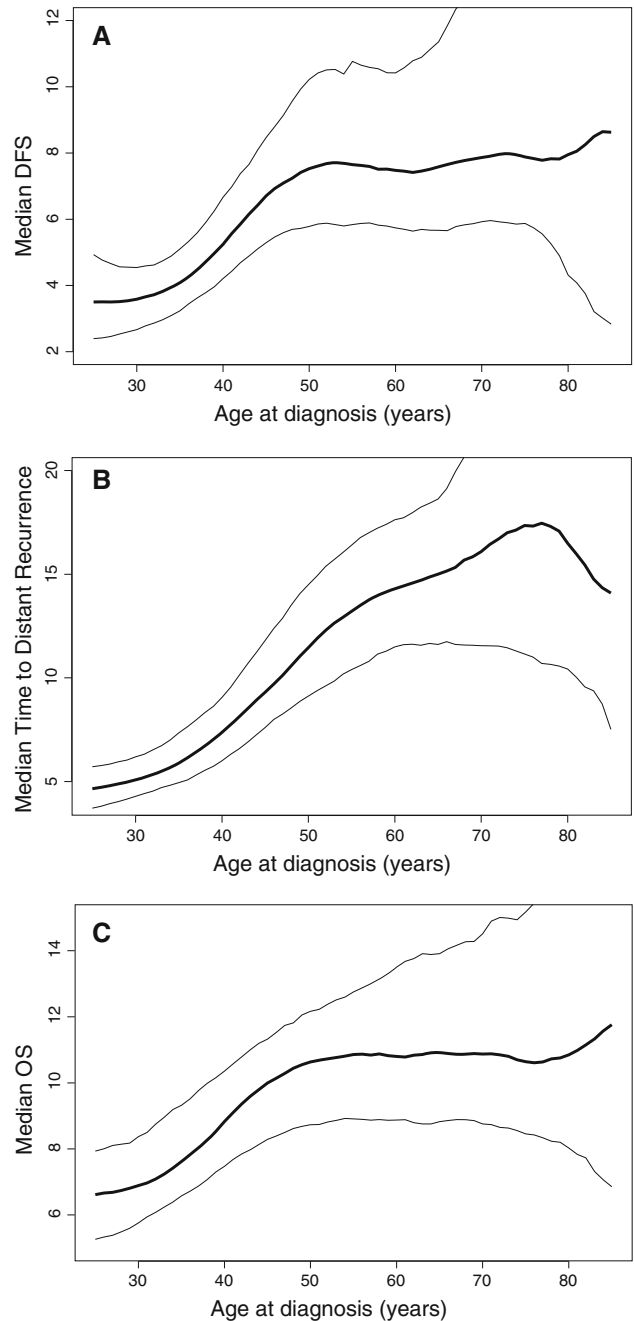 A
Median DFS
12
10
8
6
4
2
30 40 50 60 70 80
Age at diagnosis (years)
B
Median Time to Distant Recurrence
20
15
10
5
30 40 50 60 70 80
Age at diagnosis (years)
C
Median OS
14
12
10
8
6
30 40 50 60 70 80
Age at diagnosis (years)